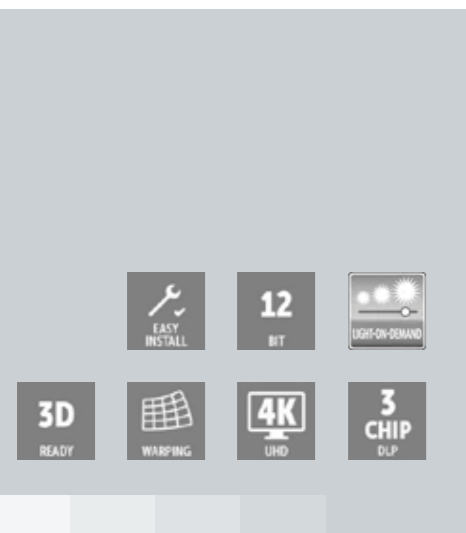 EASY
INSTALL
12
BIT
LIGHT-ON-DEMAND
3D
READY
WARPING
4K
UHD
3
CHIP
DLP